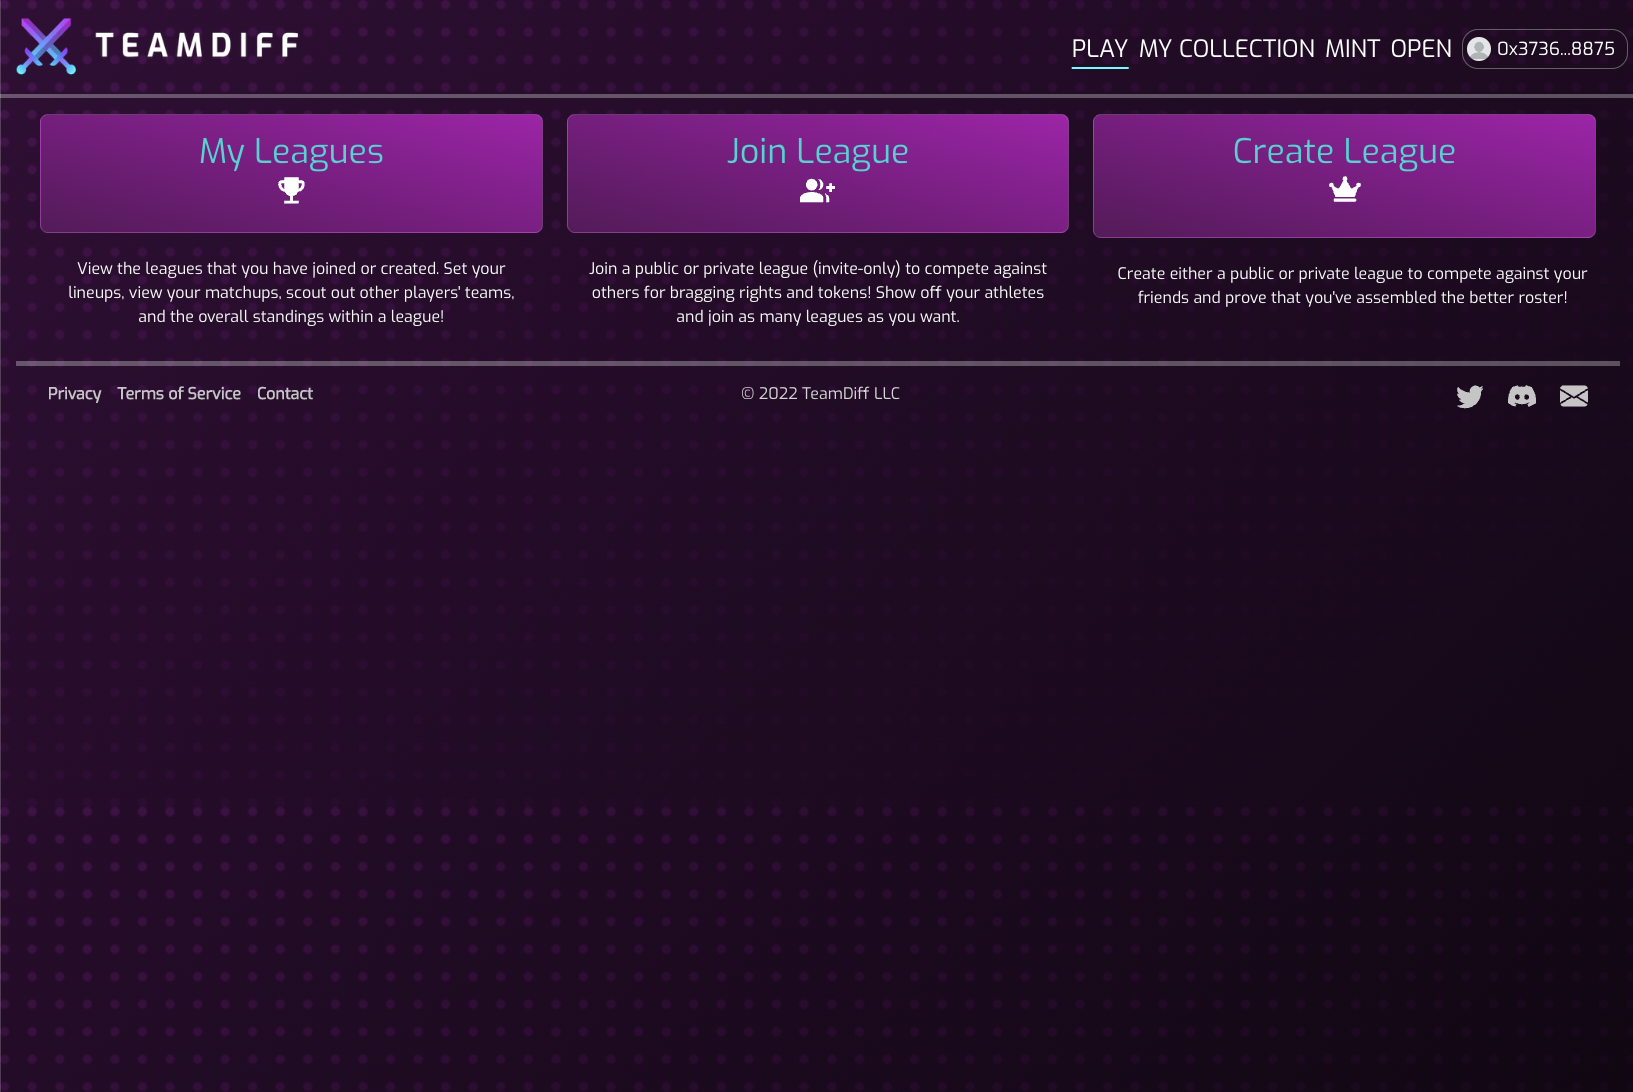 TEAMDIFF
PLAY MY COLLECTION MINT OPEN 0x3736...8875
My Leagues
View the leagues that you have joined or created. Set your
lineups, view your matchups, scout out other players' teams,
and the overall standings within a league!
Join League
Join a public or private league (invite-only) to compete against
others for bragging rights and tokens! Show off your athletes
and join as many leagues as you want.
Create League
Create either a public or private league to compete against your
friends and prove that you've assembled the better roster!
Privacy Terms of Service Contact
© 2022 TeamDiff LLC